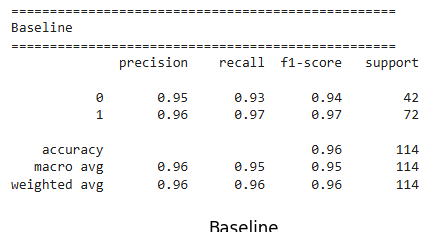 ==================================================
Baseline
==================================================
              precision    recall  f1-score   support

           0       0.95      0.93      0.94        42
           1       0.96      0.97      0.97        72

    accuracy                           0.96       114
   macro avg       0.96      0.95      0.95       114
weighted avg       0.96      0.96      0.96       114

Baseline